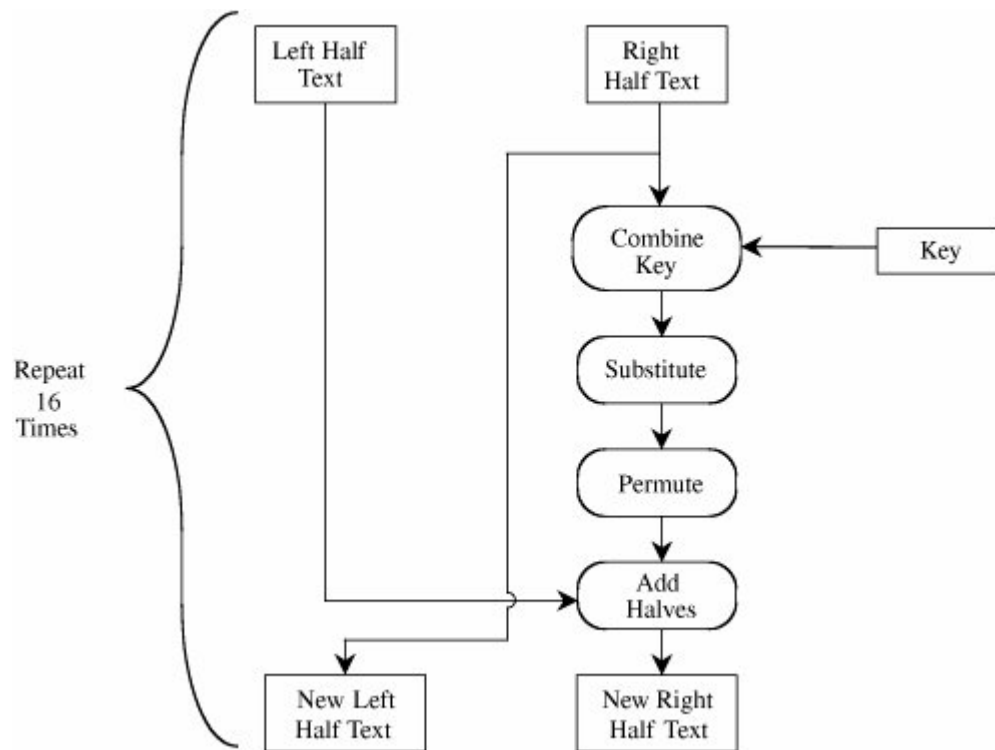 Left Half
Text
Right
Half Text
Combine
Key
Key
Substitute
Repeat
16
Times
Permute
Add
Halves
New Left
Half Text
New Right
Half Text